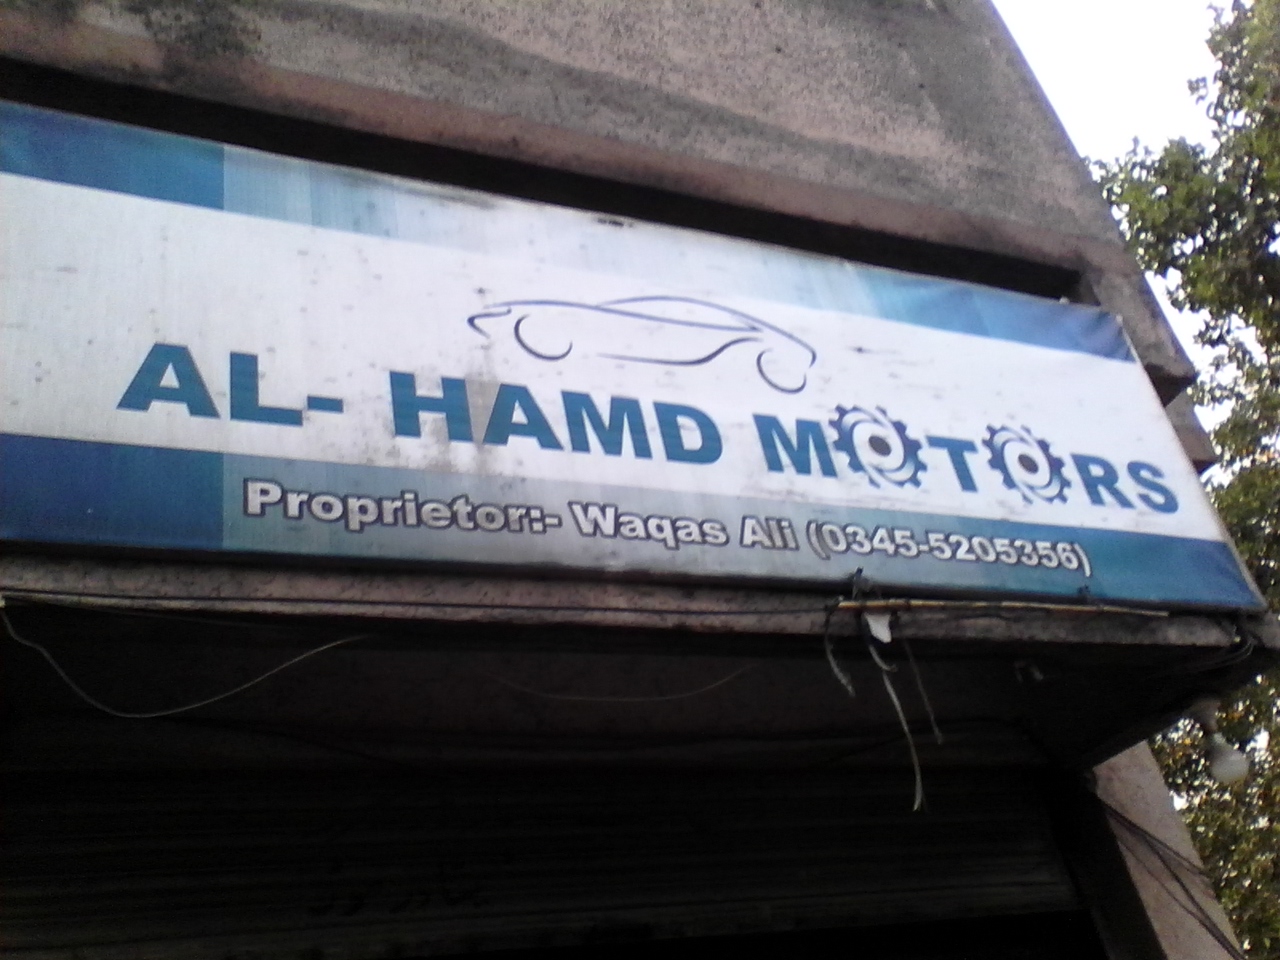 AL- HAMD MOTORS
Proprietor:- Waqas Ali (0345-5205356)